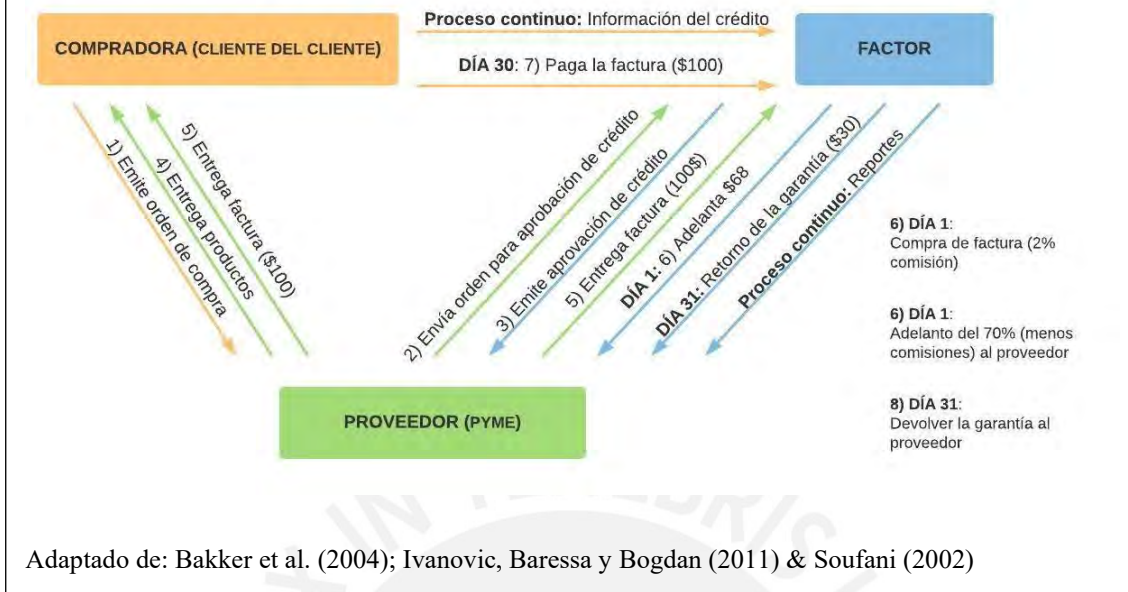 Proceso continuo: Información del crédito
COMPRADORA (CLIENTE DEL CLIENTE)
FACTOR
DÍA 30: 7) Paga la factura ($100)
1) Emite orden de compra
4) Entrega productos
5) Entrega factura ($100)
2) Envía orden para aprobación de crédito
3) Emite aprovación de crédito
5) Entrega factura (100$)
DÍA 1: 6) Adelanta $68
DÍA 31: Retorno de la garantía ($30)
Proceso continuo: Reportes
6) DÍA 1:
Compra de factura (2%
comisión)
6) DÍA 1:
Adelanto del 70% (menos
comisiones) al proveedor
8) DÍA 31:
Devolver la garantía al
proveedor
PROVEEDOR (PYME)
Adaptado de: Bakker et al. (2004); Ivanovic, Baressa y Bogdan (2011) & Soufani (2002)